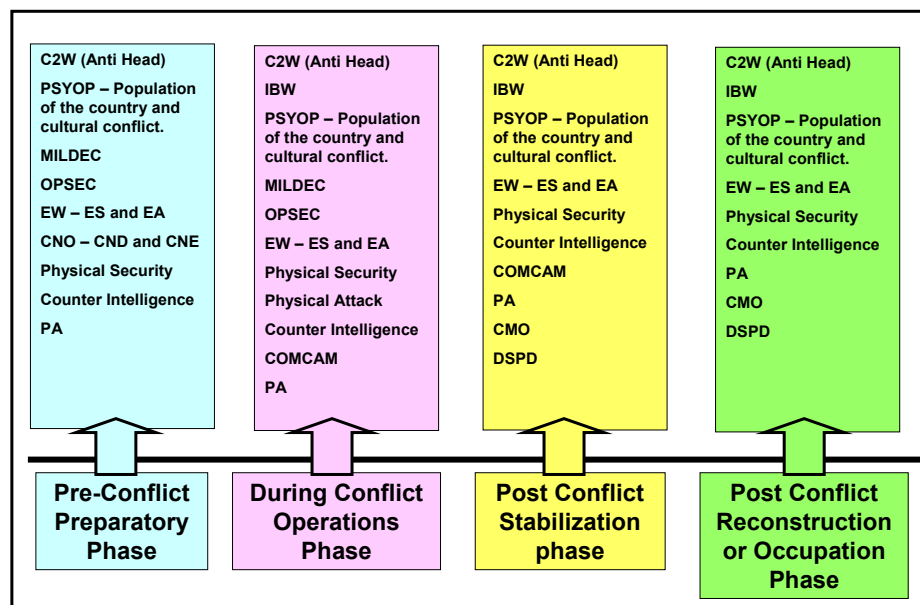 C2W (Anti Head)
PSYOP – Population
of the country and
cultural conflict.
MILDEC
OPSEC
EW – ES and EA
CNO – CND and CNE
Physical Security
Counter Intelligence
PA
C2W (Anti Head)
IBW
PSYOP – Population
of the country and
cultural conflict.
MILDEC
OPSEC
EW – ES and EA
Physical Security
Physical Attack
Counter Intelligence
COMCAM
PA
C2W (Anti Head)
IBW
PSYOP – Population
of the country and
cultural conflict.
EW – ES and EA
Physical Security
Counter Intelligence
COMCAM
PA
CMO
DSPD
C2W (Anti Head)
IBW
PSYOP – Population
of the country and
cultural conflict.
EW – ES and EA
Physical Security
Counter Intelligence
PA
CMO
DSPD
Pre-Conflict
Preparatory
Phase
During Conflict
Operations
Phase
Post Conflict
Stabilization
phase
Post Conflict
Reconstruction
or Occupation
Phase